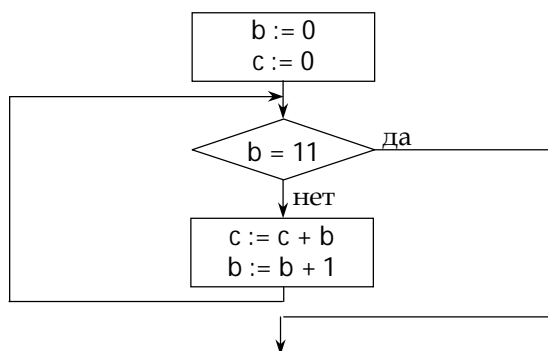 b := 0
c := 0
b = 11
да
нет
c := c + b
b := b + 1